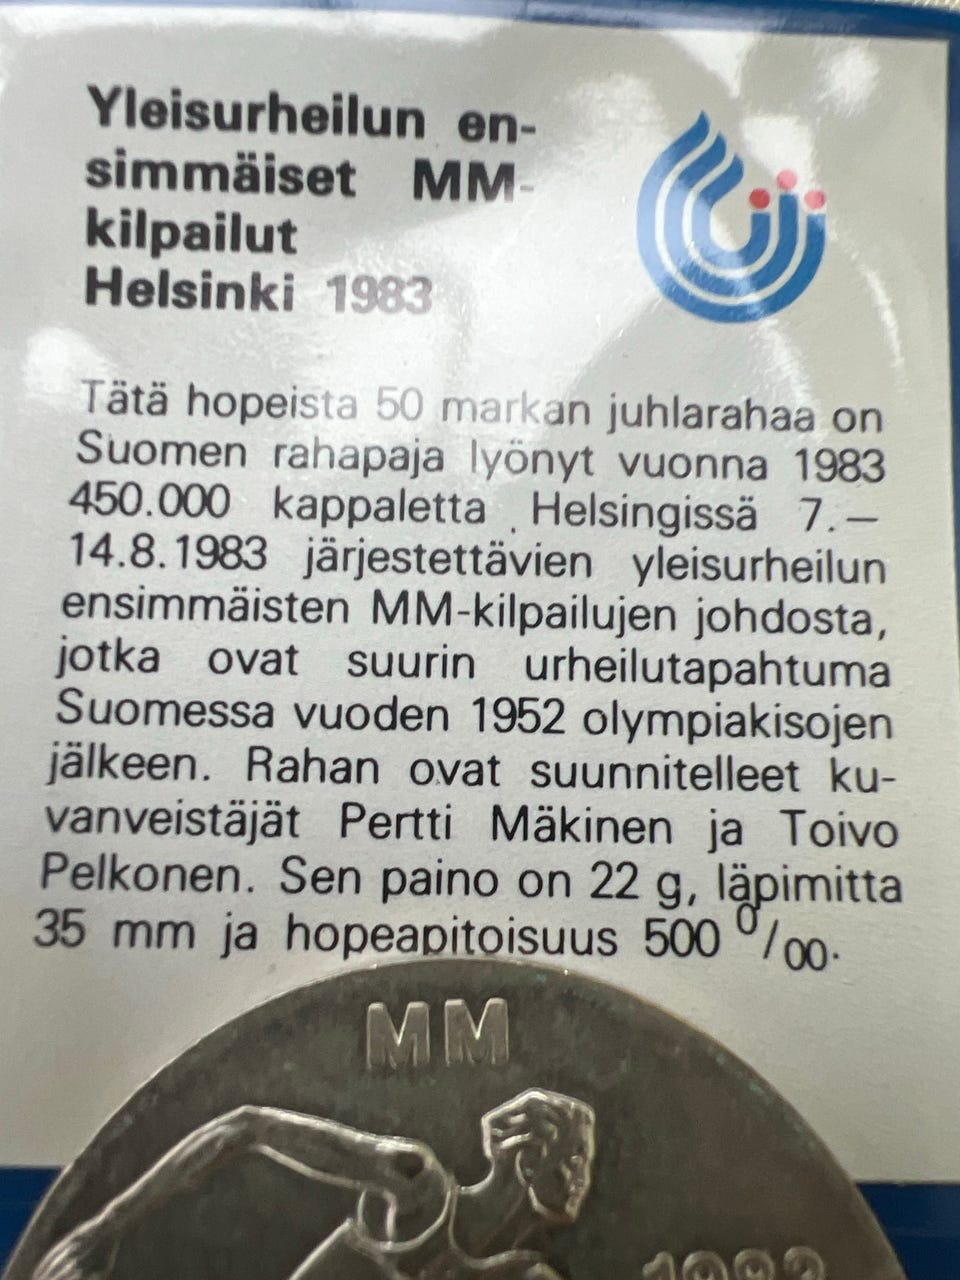 Yleisurheilun en-
simmäiset MM-
kilpailut
Helsinki 1983
Tätä hopeista 50 markan juhlarahaa on
Suomen rahapaja lyönyt vuonna 1983
450.000 kappaletta Helsingissä 7.—
14.8.1983 järjestettävien yleisurheilun
ensimmäisten MM-kilpailujen johdosta,
jotka ovat suurin urheilutapahtuma
Suomessa vuoden 1952 olympiakisojen
jälkeen. Rahan ovat suunnitelleet ku-
vanveistäjät Pertti Mäkinen ja Toivo
Pelkonen. Sen paino on 22 g, läpimitta
35 mm ja hopeapitoisuus 500 0/00.
MM
1983